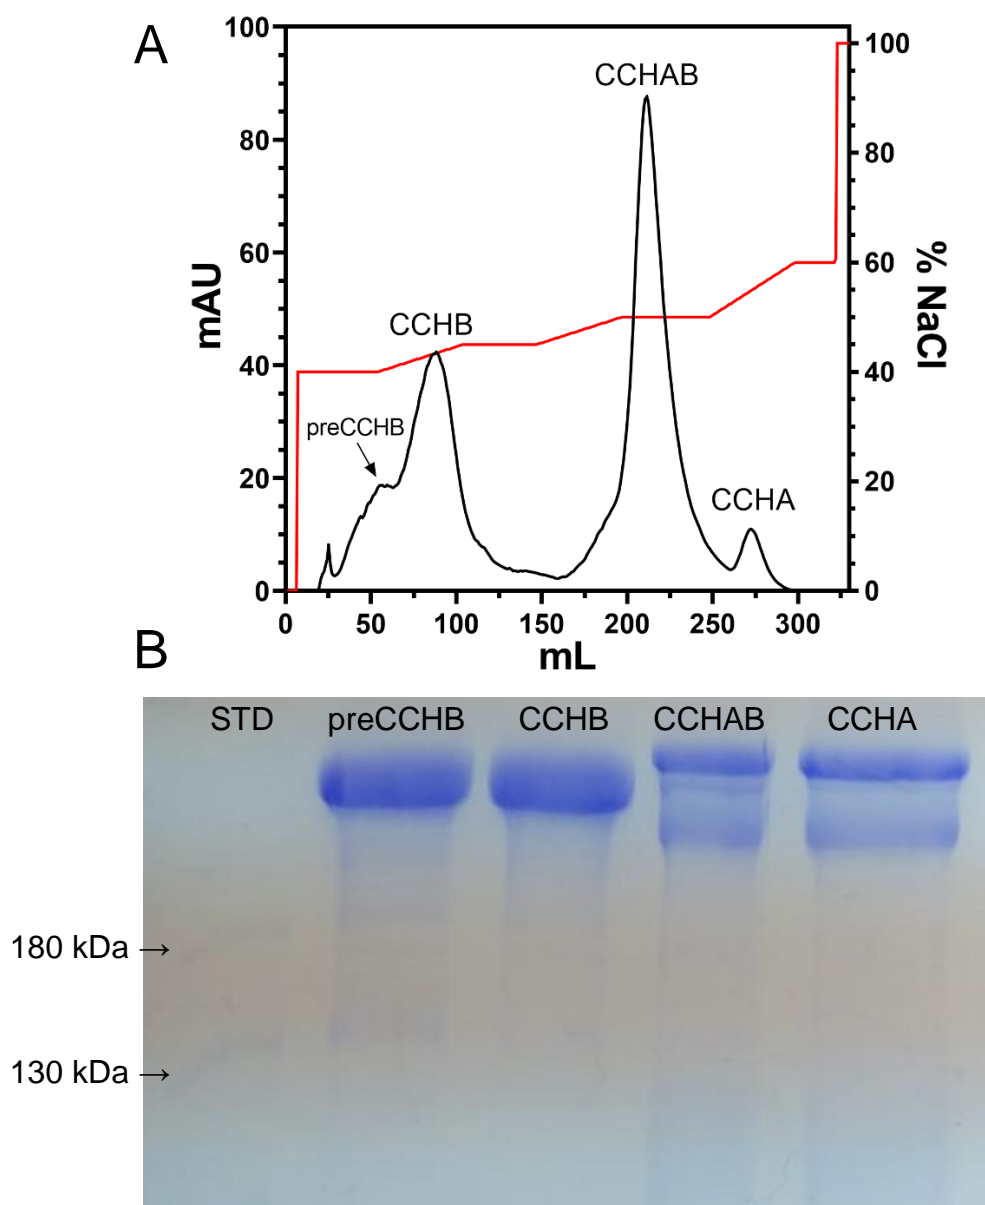 A
CCHAB
CCHB
preCCHB
CCHA
100
80
60
40
20
0
mAU
100
80
60
40
20
0
% NaCl
0 50 100 150 200 250 300
mL
B
STD preCCHB CCHB CCHAB CCHA
180 kDa →
130 kDa →